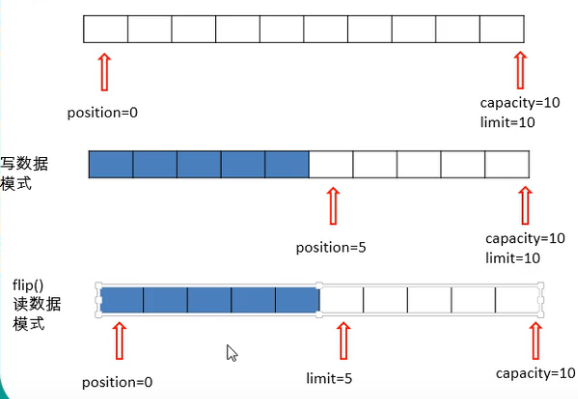 position=0
capacity=10
limit=10
写数据
模式
position=5
capacity=10
limit=10
flip()
读数据
模式
position=0
limit=5
capacity=10